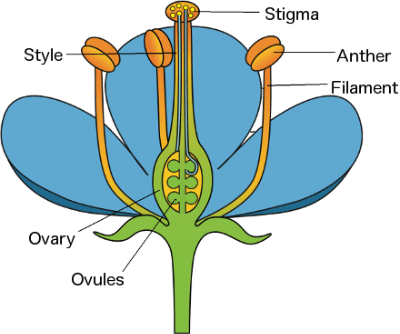 Stigma
Style
Anther
Filament
Ovary
Ovules